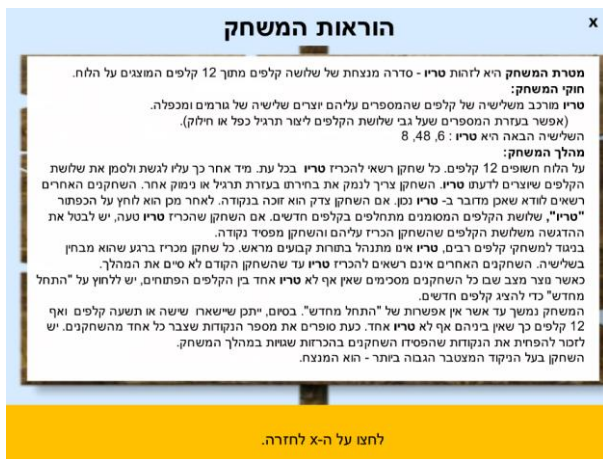 הוראות המשחק
x
מטרת המשחק היא לזהות טריו - סדרה מנצחת של שלושה קלפים מתוך 12 קלפים המוצגים על הלוח.
חוקי המשחק:
טריו מורכב משלישיה של קלפים שהמספרים עליהם יוצרים שלישיה של גורמים ומכפלה.
(אפשר בעזרת המספרים שעל גבי שלושת הקלפים ליצור תרגיל כפל או חילוק).
השלישיה הבאה היא טריו : 6, 48, 8
מהלך המשחק:
על הלוח חשופים 12 קלפים. כל שחקן רשאי להכריז טריו בכל עת. מיד אחר כך עליו לגשת ולסמן את שלושת
הקלפים שיוצרים לדעתו טריו. השחקן צריך לנמק את בחירתו בעזרת תרגיל או נימוק אחר. השחקנים האחרים
רשאים לוודא שאכן מדובר ב- טריו נכון. אם השחקן צדק הוא זוכה בנקודה. לאחר מכן הוא לוחץ על הכפתור
"טריו", שלושת הקלפים המסומנים מתחלפים בקלפים חדשים. אם השחקן שהכריז טריו טעה, יש לבטל את
ההדגשה משלושת הקלפים שהשחקן הכריז עליהם והשחקן מפסיד נקודה.
בניגוד למשחקי קלפים רבים, טריו אינו מתנהל בתורות קבועים מראש. כל שחקן מכריז ברגע שהוא מבחין
בשלישיה. השחקנים האחרים אינם רשאים להכריז טריו עד שהשחקן הקודם לא סיים את המהלך.
כאשר נוצר מצב שבו כל השחקנים מסכימים שאין אף לא טריו אחד בין הקלפים הפתוחים, יש ללחוץ על "התחל
מחדש" כדי להציג קלפים חדשים.
המשחק נמשך עד אשר אין אפשרות של "התחל מחדש". בסיום, ייתכן שיישארו שישה או תשעה קלפים ואף
12 קלפים כך שאין ביניהם אף לא טריו אחד. כעת סופרים את מספר הנקודות שצבר כל אחד מהשחקנים. יש
לזכור להפחית את הנקודות שהפסידו השחקנים בהכרזות שגויות במהלך המשחק.
השחקן בעל הניקוד המצטבר הגבוה ביותר - הוא המנצח.
לחצו על ה-x לחזרה.